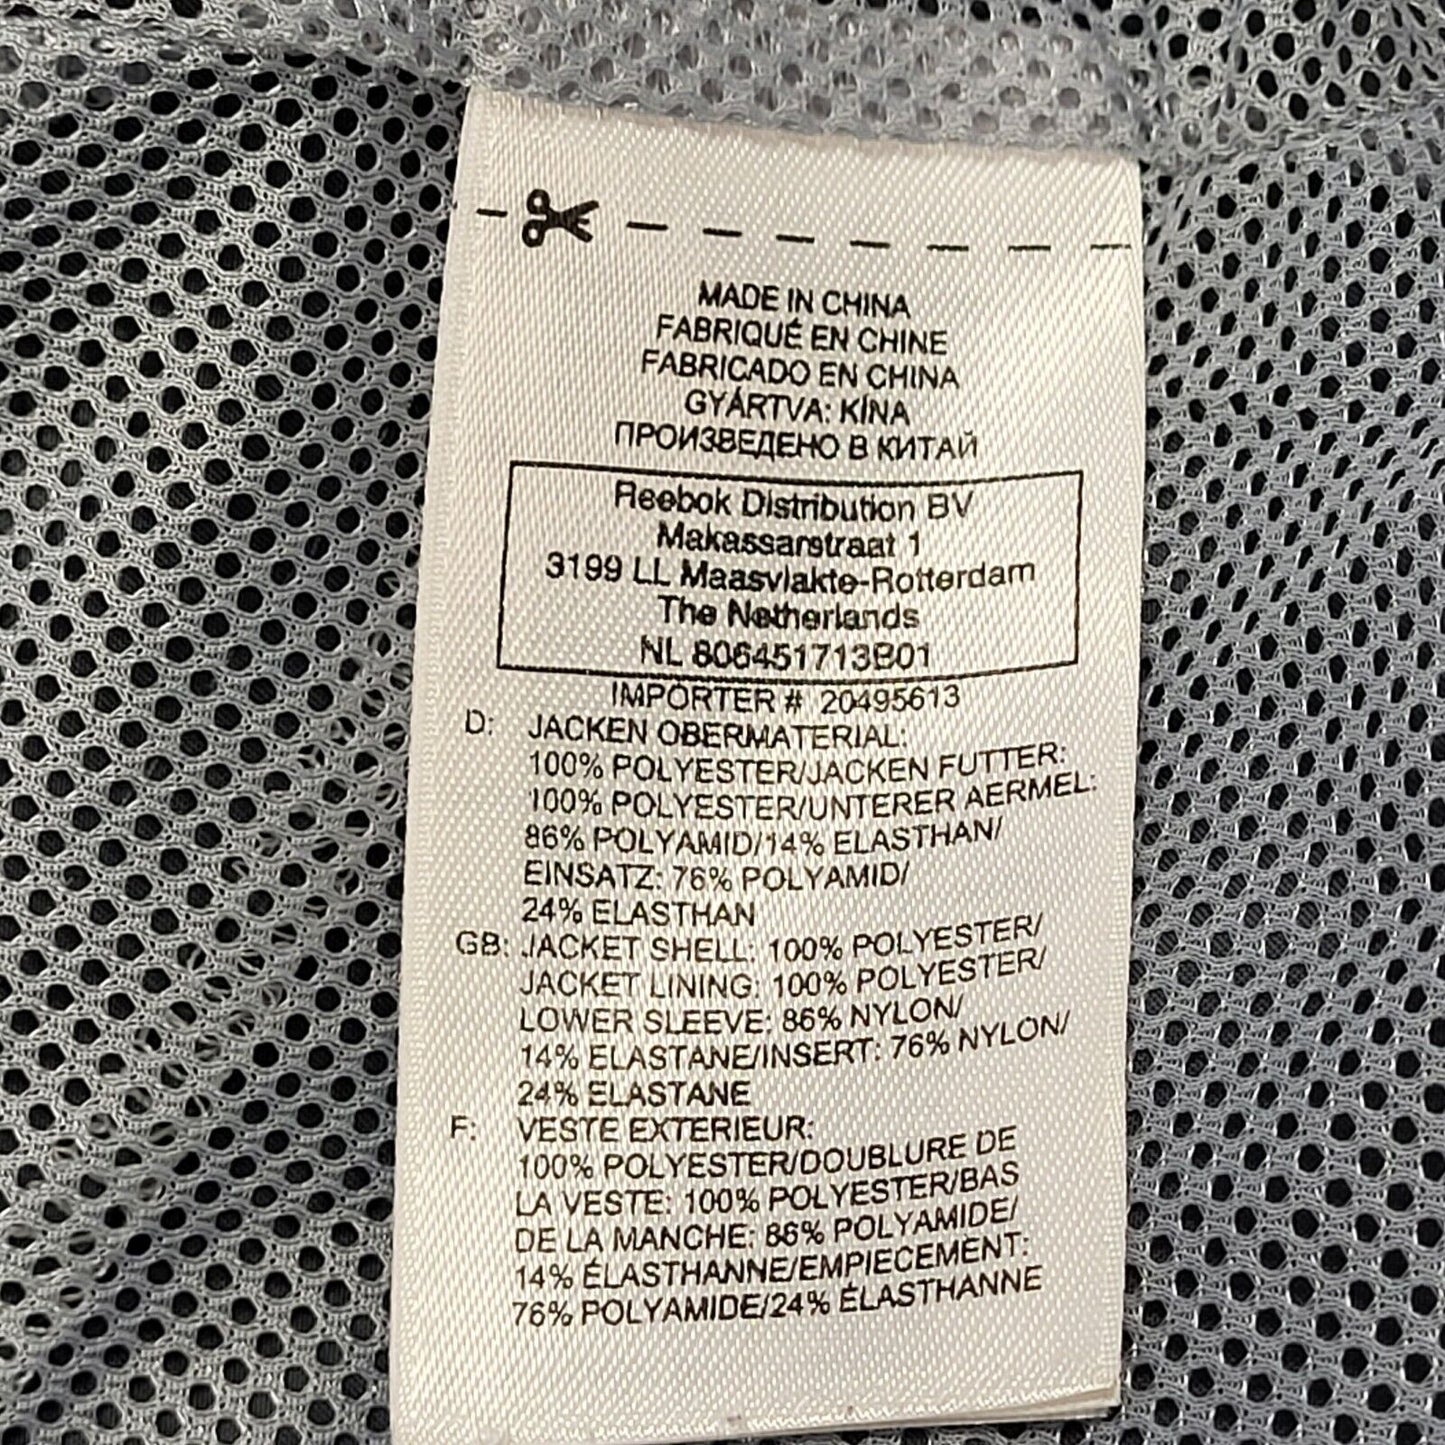 MADE IN CHINA
FABRIQUÉ EN CHINE
FABRICADO EN CHINA
GYÁRTVA: KÍNA
ПРОИЗВЕДЕНО В КИТАЙ
Reebok Distribution BV
Makassarstraat 1
3199 LL Maasvlakte-Rotterdam
The Netherlands
NL 806451713B01
IMPORTER # 20495613
D: JACKEN OBERMATERIAL:
100% POLYESTER/JACKEN FUTTER:
100% POLYESTER/UNTERER AERMEL:
86% POLYAMID/14% ELASTHAN/
EINSATZ: 76% POLYAMID/
24% ELASTHAN
GB: JACKET SHELL: 100% POLYESTER/
JACKET LINING: 100% POLYESTER/
LOWER SLEEVE: 86% NYLON/
14% ELASTANE/INSERT: 76% NYLON/
24% ELASTANE
F: VESTE EXTERIEUR:
100% POLYESTER/DOUBLURE DE
LA VESTE: 100% POLYESTER/BAS
DE LA MANCHE: 86% POLYAMIDE/
14% ÉLASTHANNE/EMPIECEMENT:
76% POLYAMIDE/24% ÉLASTHANNE